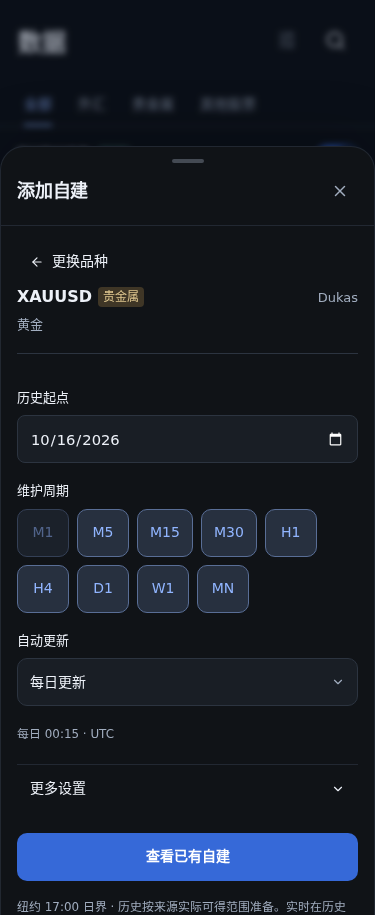 数据
添加自建
更换品种
XAUUSD 贵金属 Dukas
黄金
历史起点
10/16/2026
维护周期
M1 M5 M15 M30 H1
H4 D1 W1 MN
自动更新
每日更新
每日 00:15 · UTC
更多设置
查看已有自建
纽约 17:00 日界 · 历史按来源实际可得范围准备。实时在历史